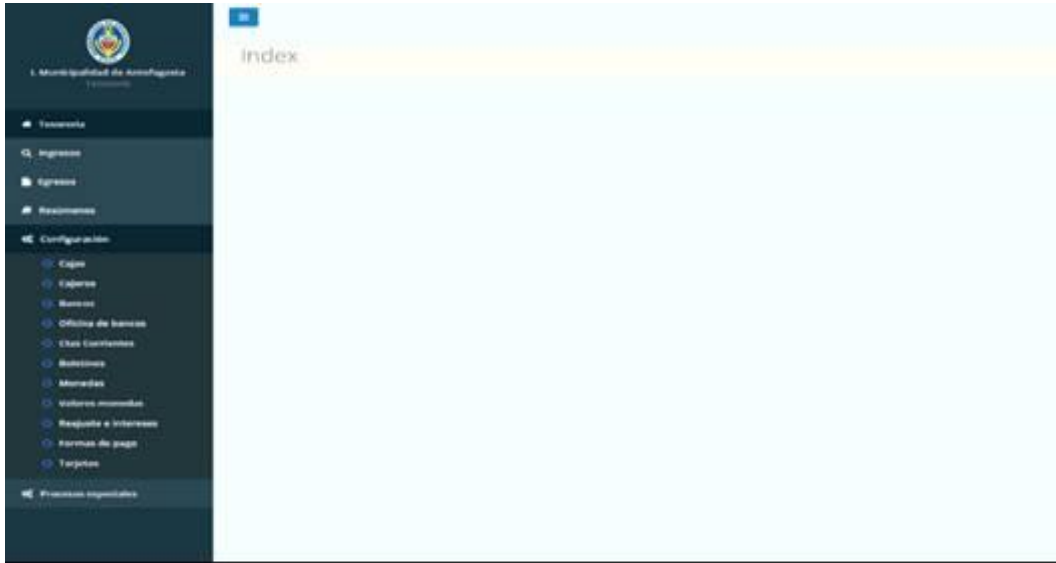 I. Municipalidad de Antofagasta
Tesorería
Index
Tesorería
Ingresos
Egresos
Resúmenes
Configuración
Cajas
Cajeros
Bancos
Oficina de bancos
Ctas Corrientes
Boletines
Monedas
Valores monedas
Reajuste e intereses
Formas de pago
Tarjetas
Procesos especiales